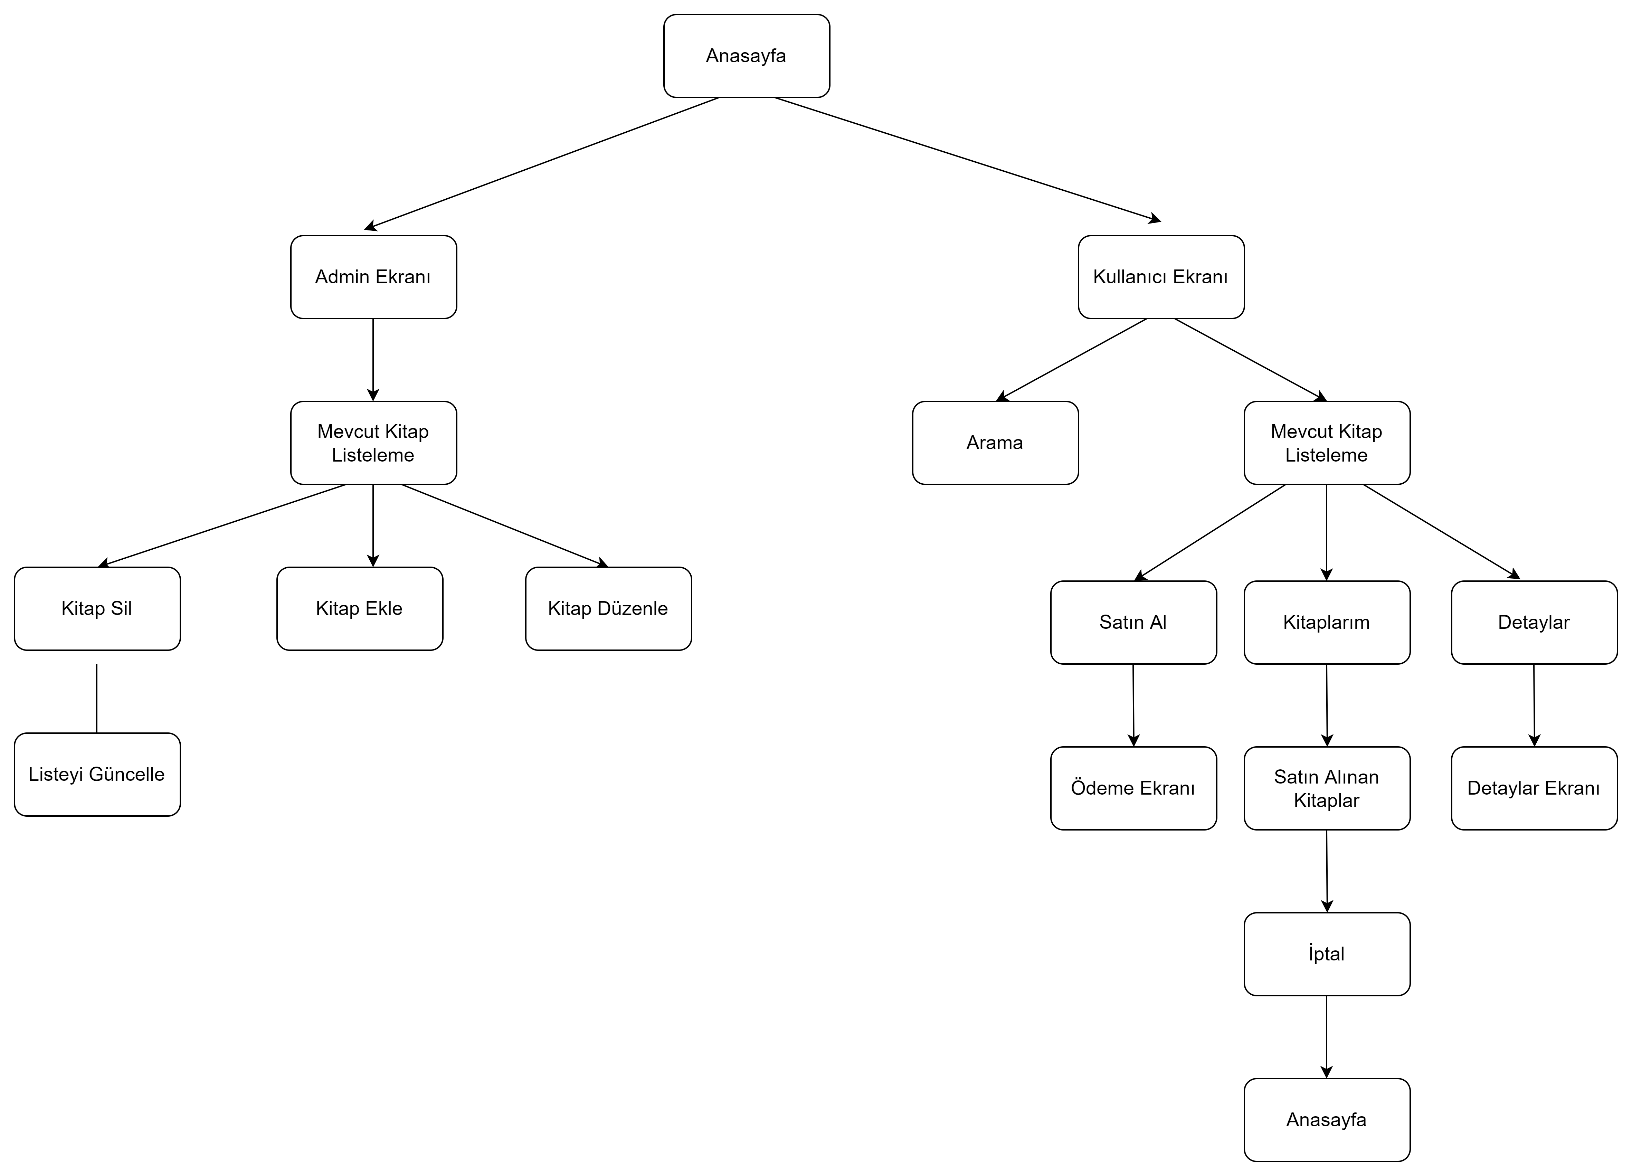 Anasayfa
Admin Ekranı
Kullanıcı Ekranı
Mevcut Kitap
Listeleme
Arama
Mevcut Kitap
Listeleme
Kitap Sil
Kitap Ekle
Kitap Düzenle
Satın Al
Kitaplarım
Detaylar
Listeyi Güncelle
Ödeme Ekranı
Satın Alınan
Kitaplar
Detaylar Ekranı
İptal
Anasayfa